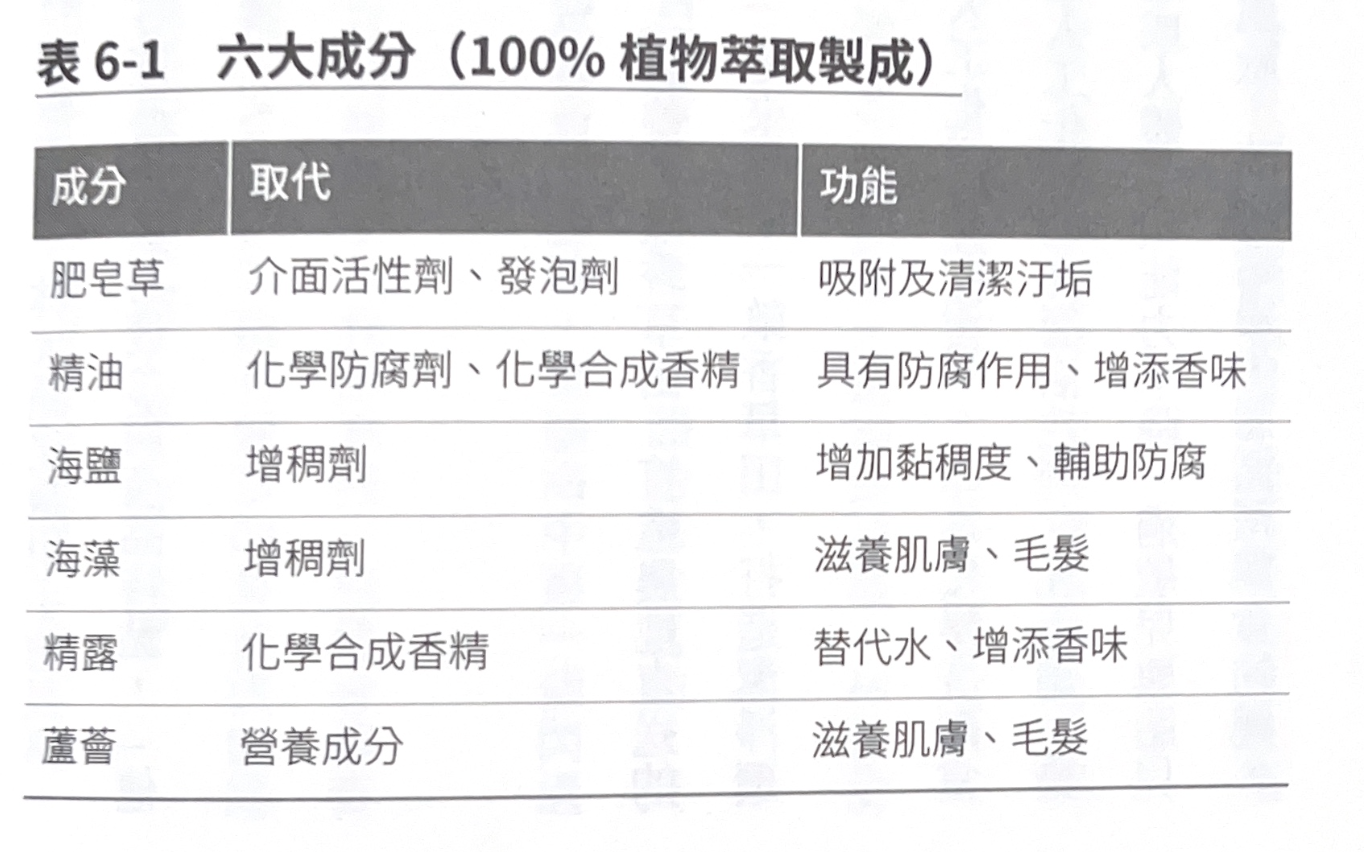 表 6-1 六大成分（100% 植物萃取製成）
成分 取代 功能
肥皂草 介面活性劑、發泡劑 吸附及清潔汙垢
精油 化學防腐劑、化學合成香精 具有防腐作用、增添香味
海鹽 增稠劑 增加黏稠度、輔助防腐
海藻 增稠劑 滋養肌膚、毛髮
精露 化學合成香精 替代水、增添香味
蘆薈 營養成分 滋養肌膚、毛髮